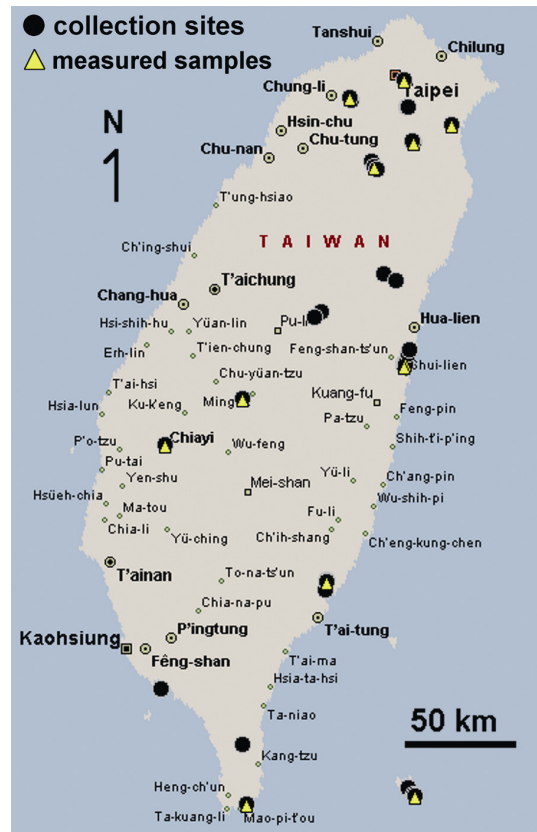 collection sites
measured samples
Tanshui
Chilung
Taipei
Chung-li
N
Hsin-chu
Chu-tung
Chu-nan
T'ung-hsiao
TAIWAN
Ch'ing-shui
T'aichung
Chang-hua
Hsi-shih-hu
Yüan-lin
Pu-li
Hua-lien
Erh-lin
T'ien-chung
Feng-shan-ts'un
Shui-lien
Chu-yüan-tzu
T'ai-hsi
Ming
Kuang-fu
Hsia-lun
Ku-k'eng
Pa-tzu
Feng-pin
P'o-tzu
Chiayi
Wu-feng
Shih-t'i-p'ing
Pu-tai
Yen-shu
Mei-shan
Yü-li
Ch'ang-pin
Hsüeh-chia
Ma-tou
Wu-shih-pi
Chia-li
Yü-ching
Fu-li
Ch'ih-shang
Ch'eng-kung-chen
T'ainan
To-na-ts'un
Chia-na-pu
P'ingtung
T'ai-tung
Kaohsiung
Fêng-shan
T'ai-ma
Hsia-ta-hsi
Ta-niao
50 km
Kang-tzu
Heng-ch'un
Ta-kuang-li
Mao-pi-t'ou